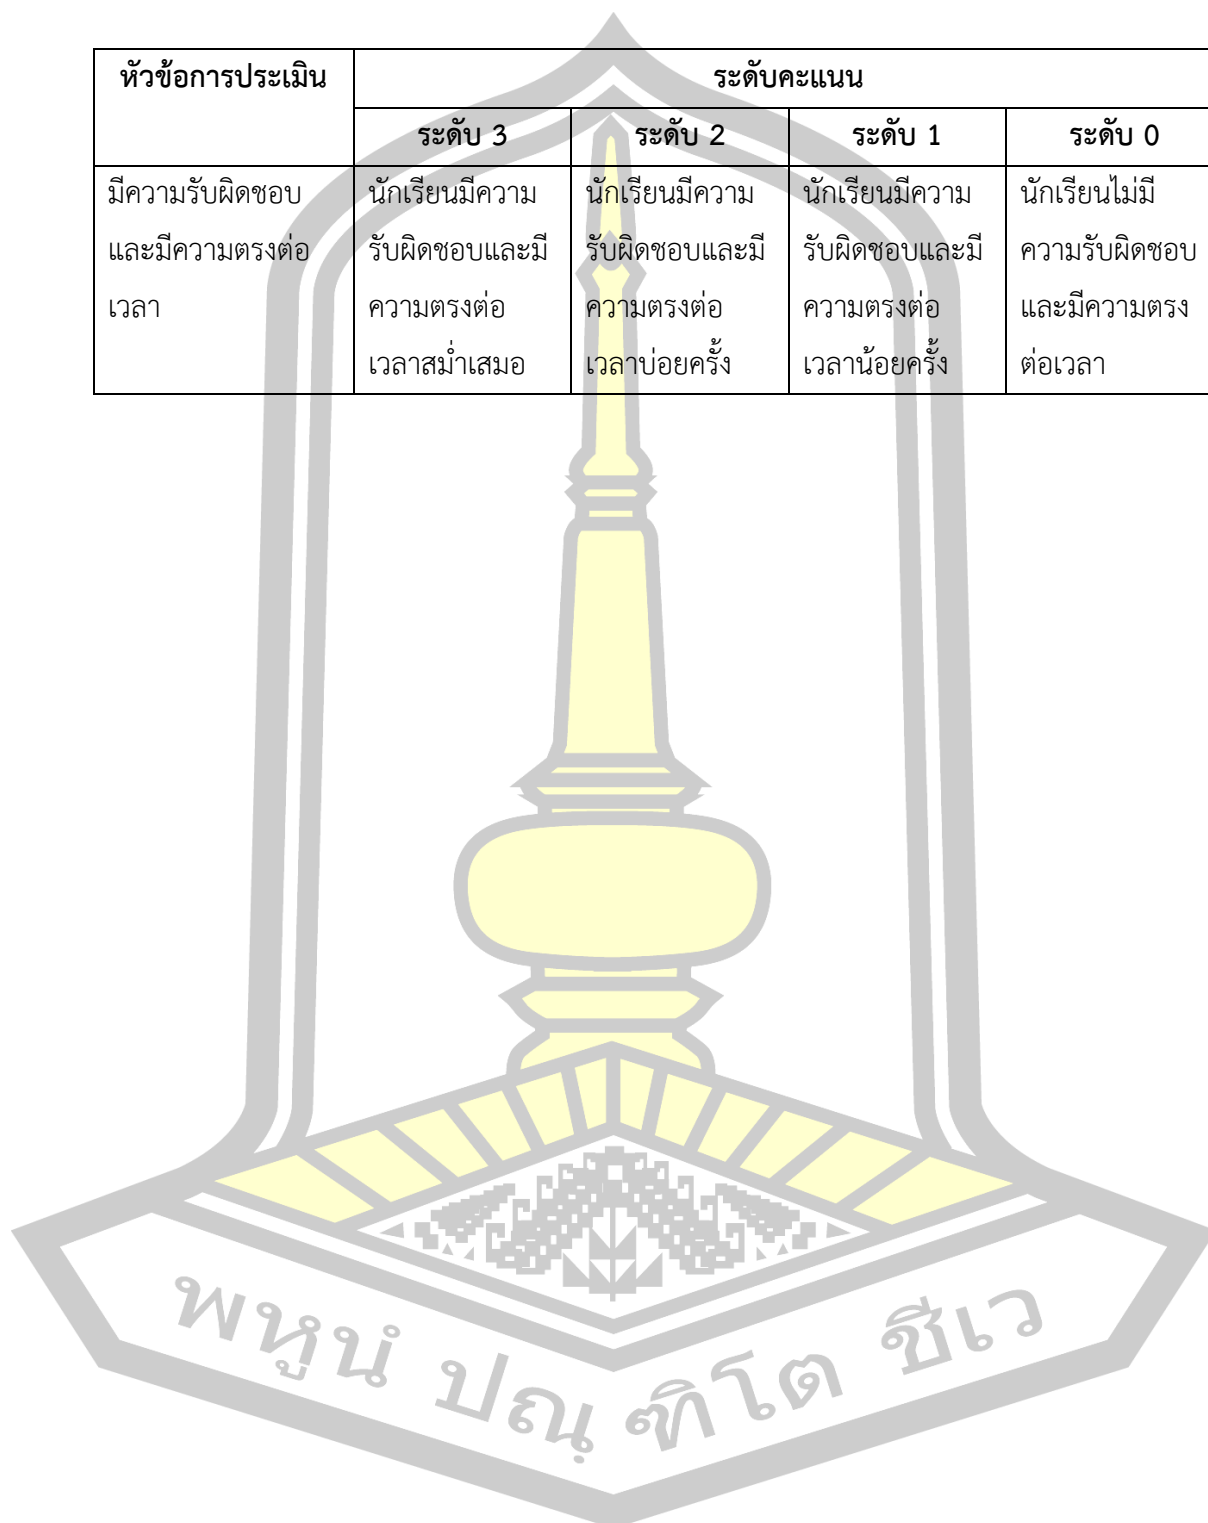 หัวข้อการประเมิน ระดับคะแนน
ระดับ 3 ระดับ 2 ระดับ 1 ระดับ 0
มีความรับผิดชอบ นักเรียนมีความ นักเรียนมีความ นักเรียนมีความ นักเรียนไม่มี
และมีความตรงต่อ รับผิดชอบและมี รับผิดชอบและมี รับผิดชอบและมี ความรับผิดชอบ
เวลา ความตรงต่อ ความตรงต่อ ความตรงต่อ และมีความตรง
เวลาสม่ำเสมอ เวลาบ่อยครั้ง เวลาน้อยครั้ง ต่อเวลา
พหูนํ ปณฺ ฑิโต ชีเว